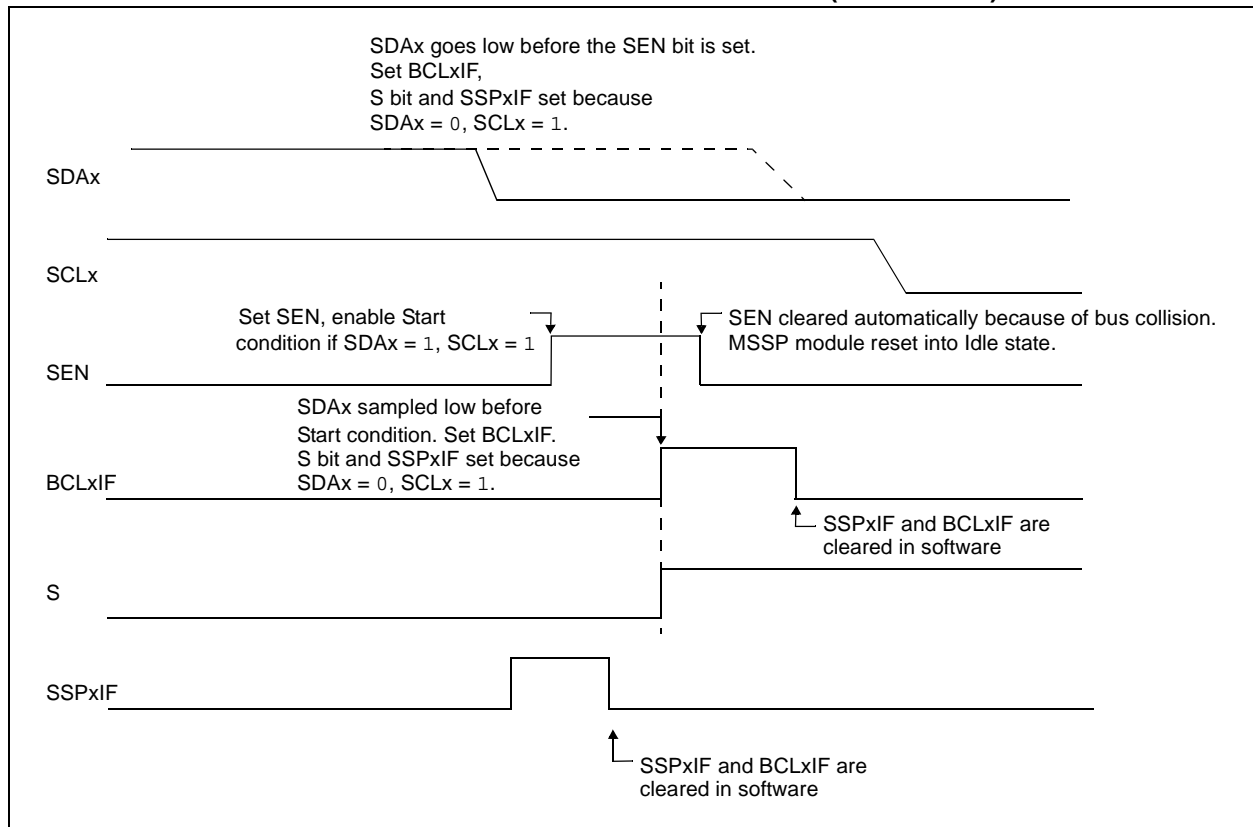 SDAx goes low before the SEN bit is set.
Set BCLxIF,
S bit and SSPxIF set because
SDAx = 0, SCLx = 1.
SDAx
SCLx
Set SEN, enable Start
condition if SDAx = 1, SCLx = 1
SEN cleared automatically because of bus collision.
MSSP module reset into Idle state.
SEN
SDAx sampled low before
Start condition. Set BCLxIF.
S bit and SSPxIF set because
SDAx = 0, SCLx = 1.
BCLxIF
SSPxIF and BCLxIF are
cleared in software
S
SSPxIF
SSPxIF and BCLxIF are
cleared in software